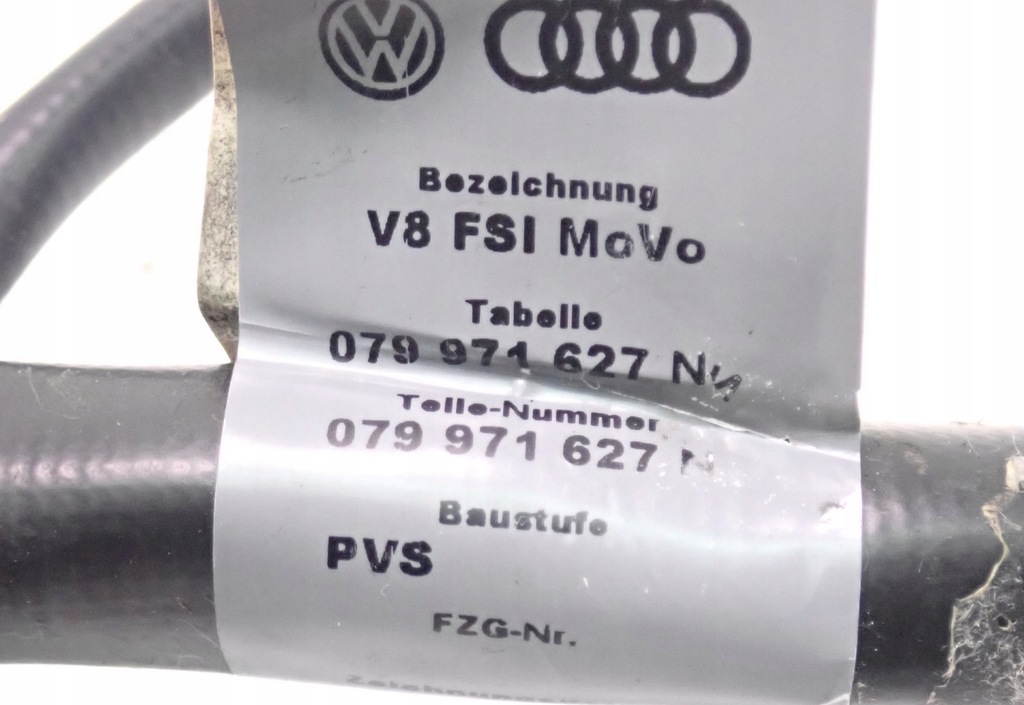 Bezeichnung
V8 FSI MoVo
Tabelle
079 971 627 N
Teile-Nummer
079 971 627 N
Baustufe
PVS
FZG-Nr.